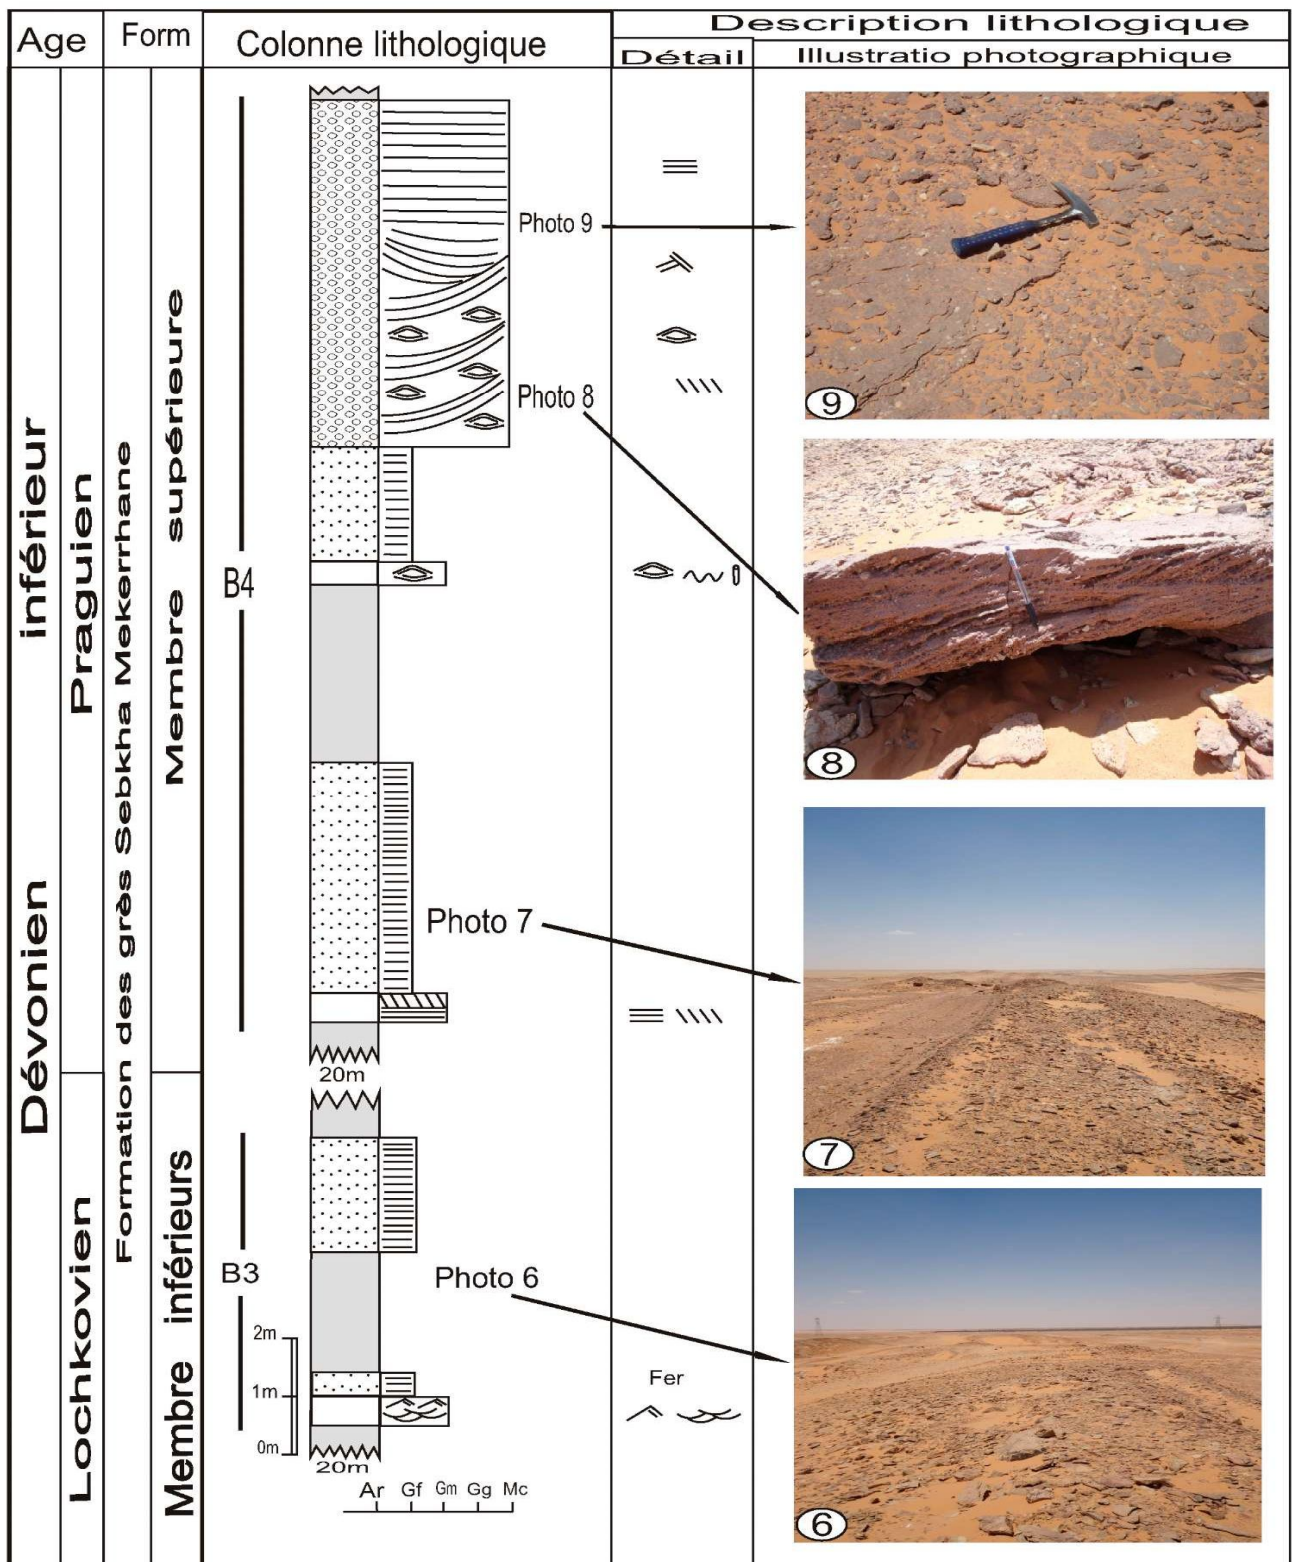 Age
Form
Colonne lithologique
Description lithologique
Détail
Illustratio photographique
Dévonien inférieur
Praguien
Lochkovien
Formation des grès Sebkha Mekerrhane
Membre supérieure
Membre inférieurs
B4
B3
Photo 9
Photo 8
Photo 7
20m
Photo 6
2m
1m
0m
20m
Fer
Ar Gf Gm Gg Mc
9
8
7
6